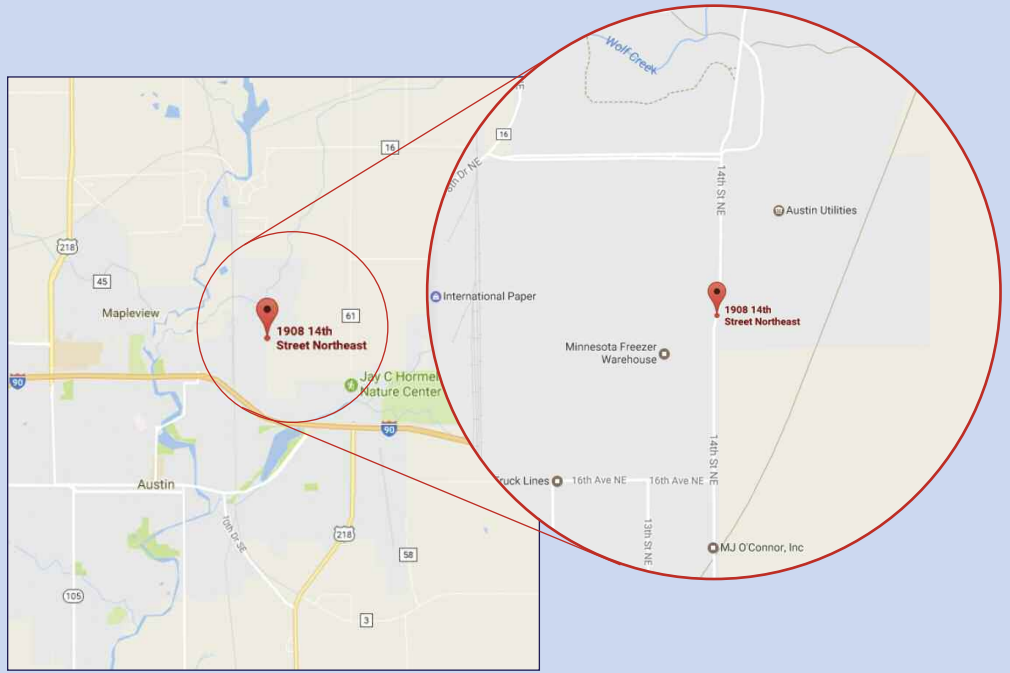 16
218
45
Mapleview
61
1908 14th
Street Northeast
90
Jay C Hormel
Nature Center
90
Austin
10th Dr SE
218
58
105
3
Wolf Creek
16
Dr NE
14th St NE
Austin Utilities
International Paper
1908 14th
Street Northeast
Minnesota Freezer
Warehouse
14th St NE
Truck Lines
16th Ave NE
16th Ave NE
13th St NE
MJ O'Connor, Inc